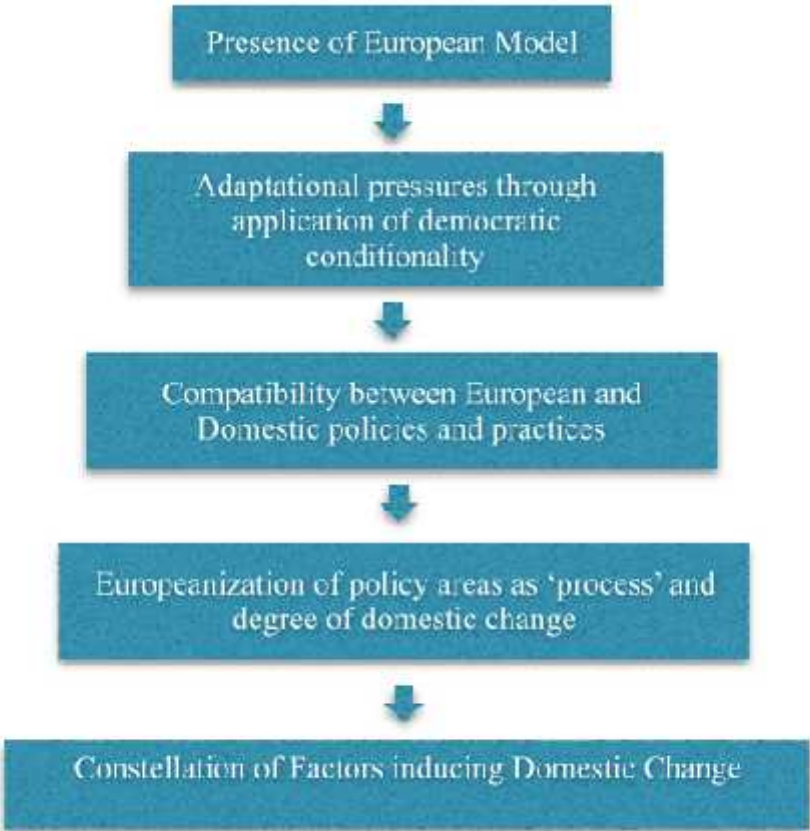 Presence of European Model
Adaptational pressures through
application of democratic
conditionality
Compatibility between European and
Domestic policies and practices
Europeanization of policy areas as ‘process’ and
degree of domestic change
Constellation of Factors inducing Domestic Change